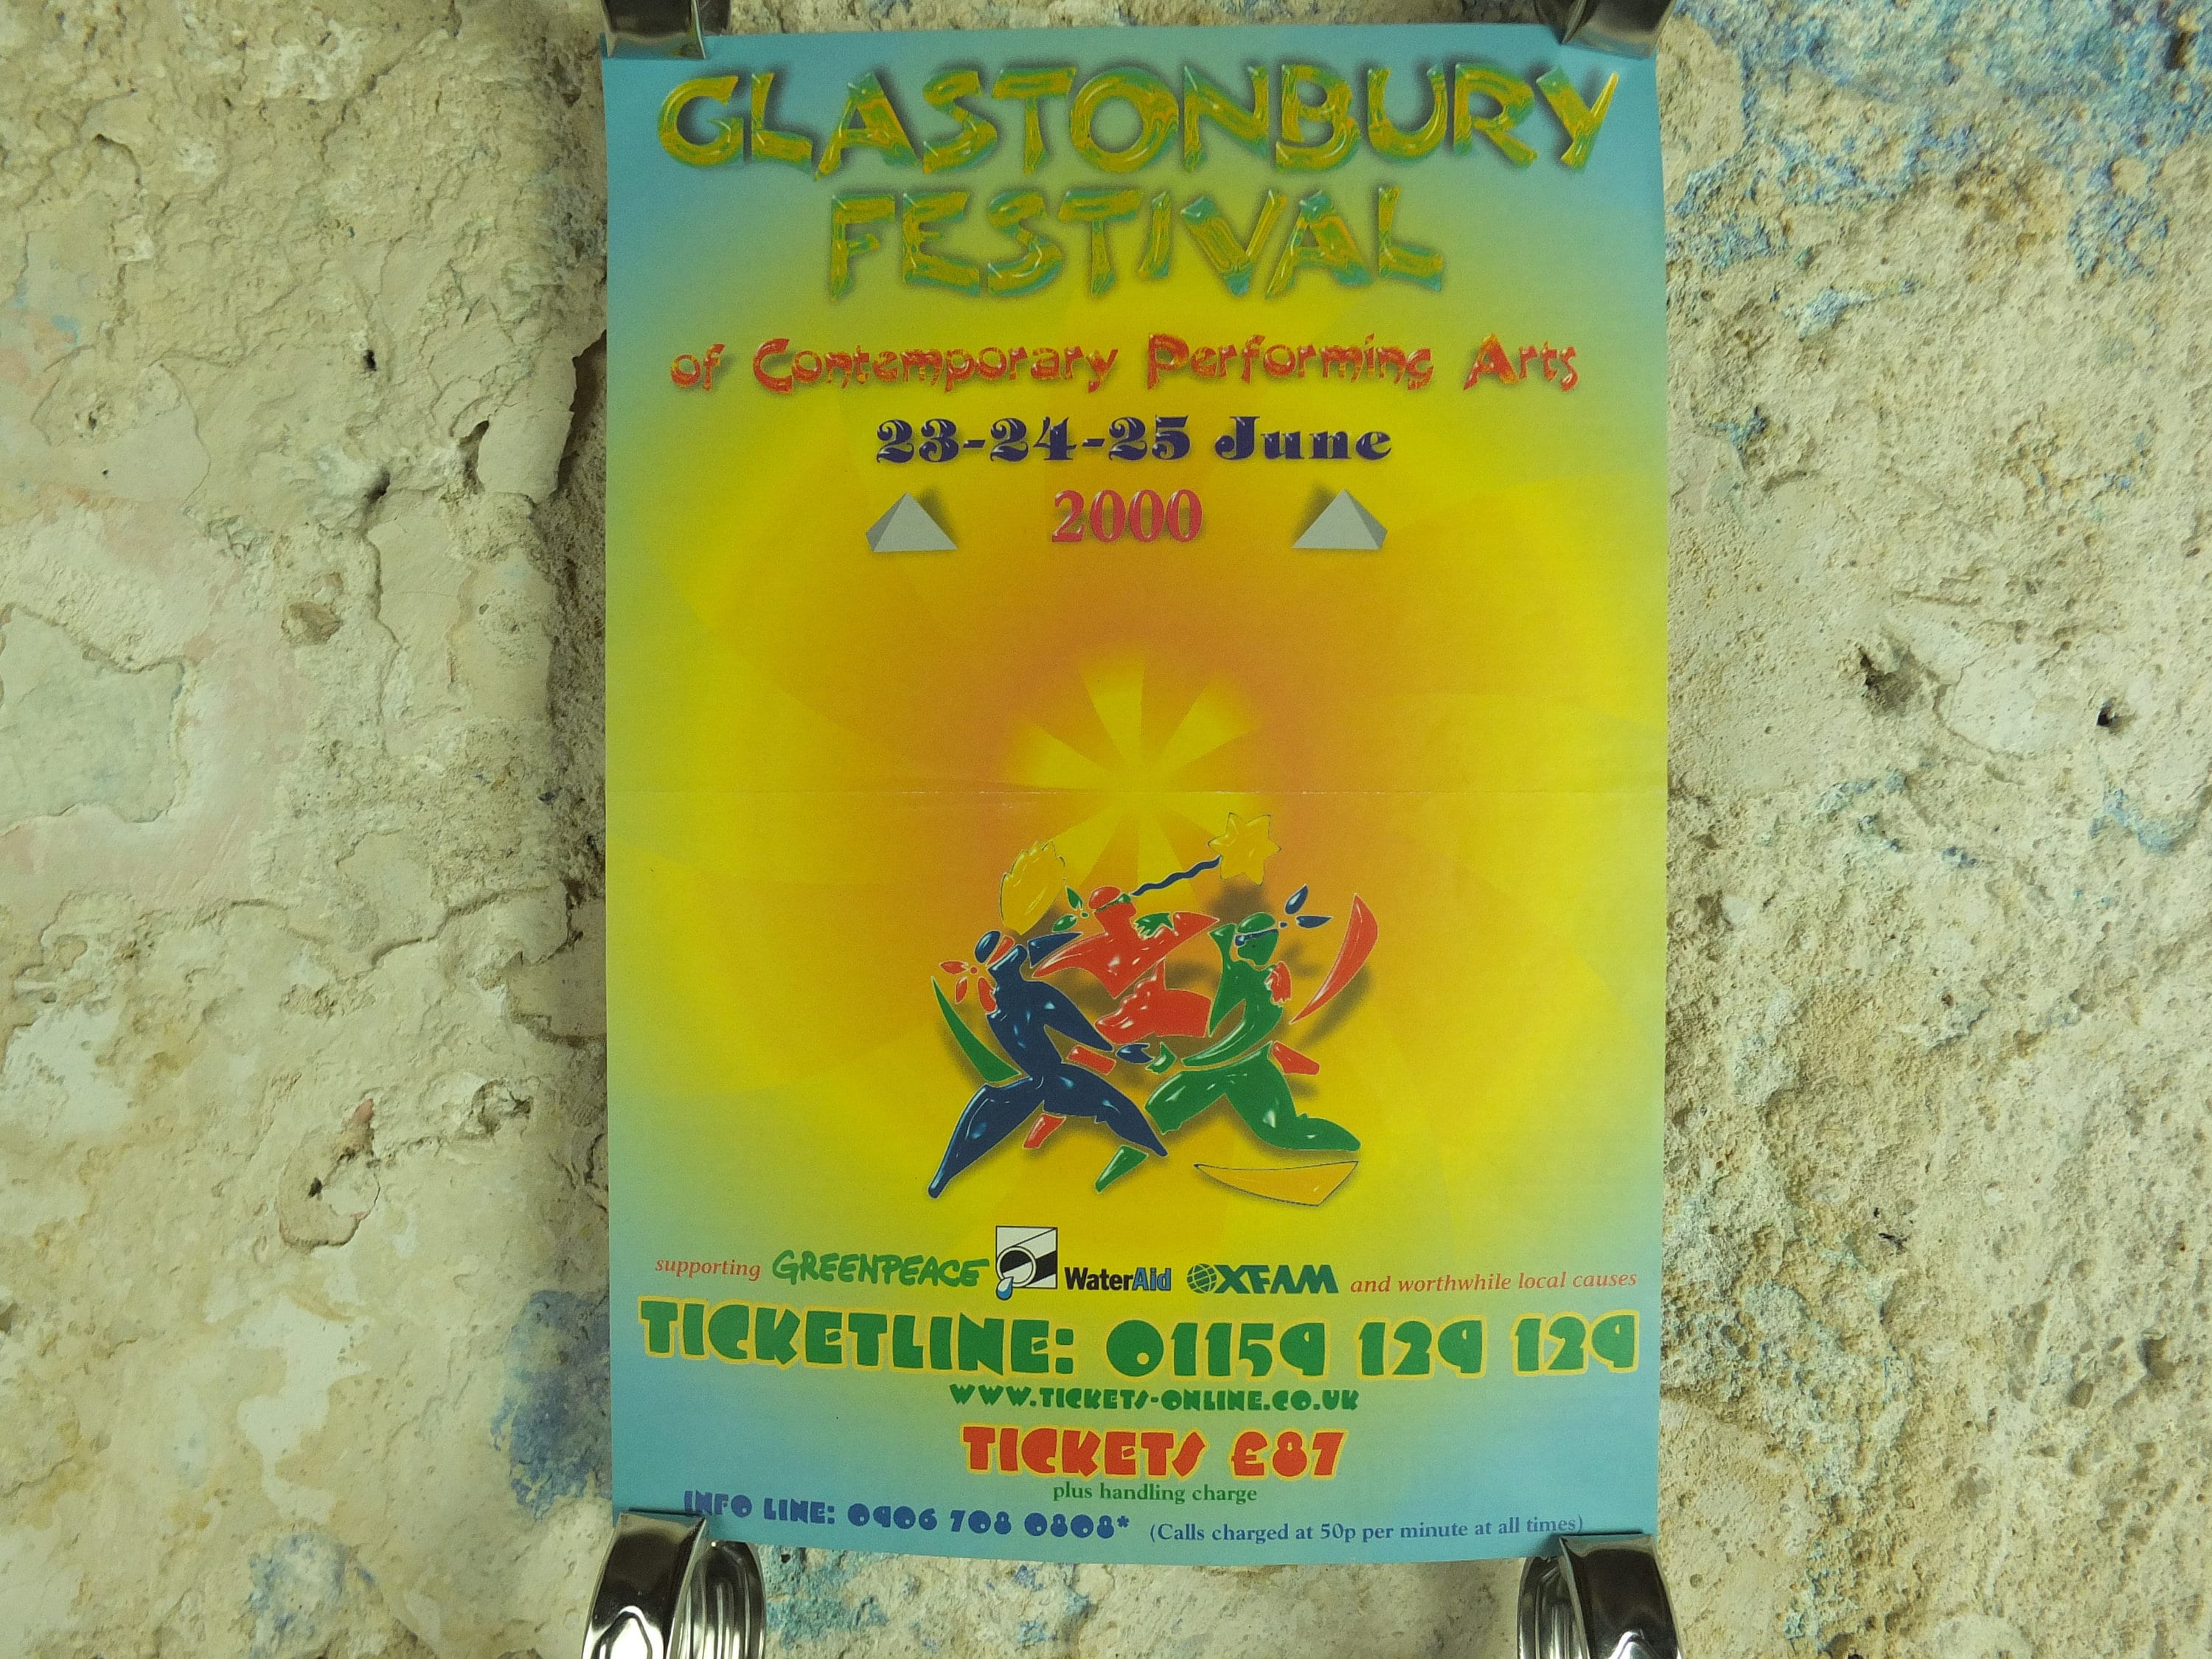 GLASTONBURY
FESTIVAL
of Contemporary Performing Arts
23-24-25 June
2000
supporting GREENPEACE WaterAid OXFAM and worthwhile local causes
TICKETLINE: 01159 129 129
WWW.TICKETS-ONLINE.CO.UK
TICKETS £87
plus handling charge
INFO LINE: 0906 708 0808* (Calls charged at 50p per minute at all times)